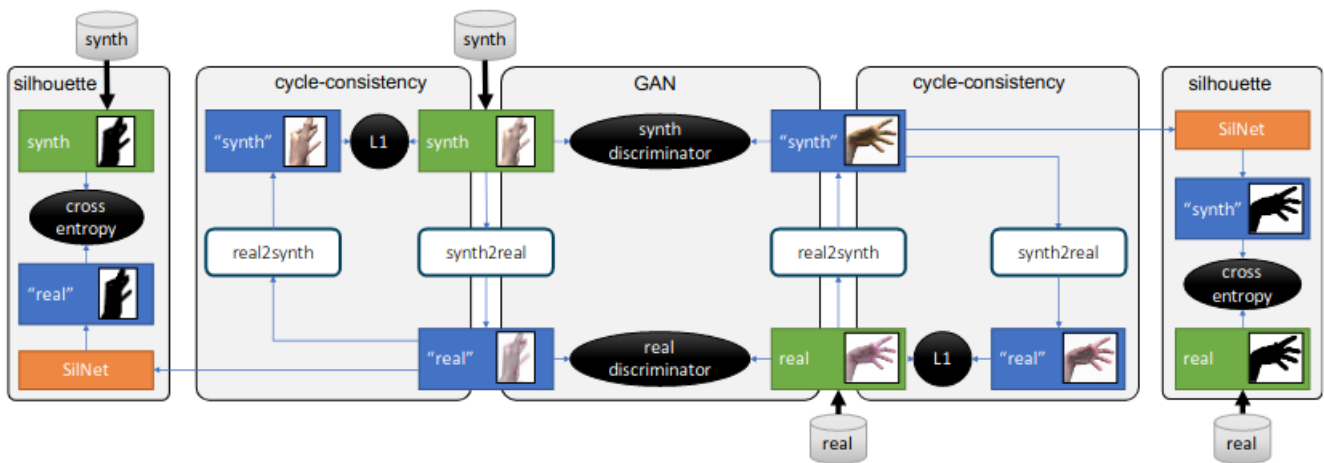 synth
synth
silhouette
cycle-consistency
GAN
cycle-consistency
silhouette
synth
“synth”
L1
synth
synth
discriminator
“synth”
SilNet
cross
entropy
“synth”
real2synth
synth2real
real2synth
synth2real
“real”
cross
entropy
SilNet
“real”
real
discriminator
real
L1
“real”
real
real
real